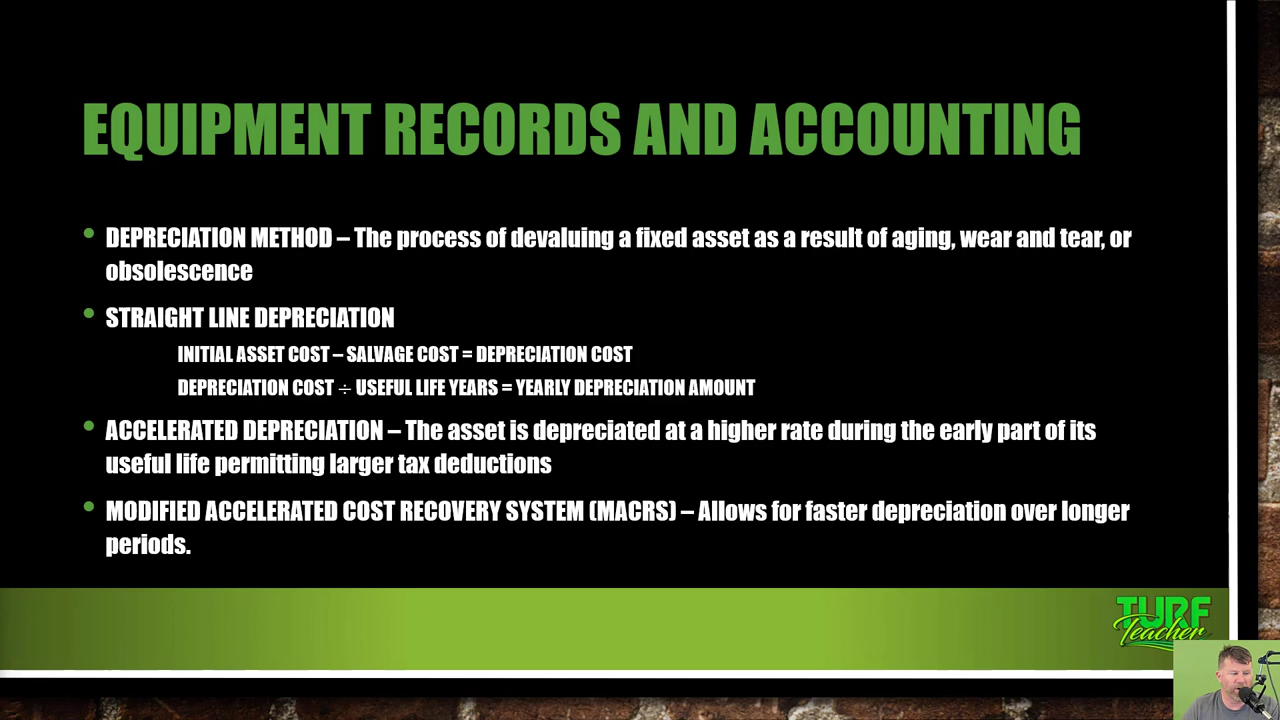 EQUIPMENT RECORDS AND ACCOUNTING
• DEPRECIATION METHOD – The process of devaluing a fixed asset as a result of aging, wear and tear, or
obsolescence
• STRAIGHT LINE DEPRECIATION
INITIAL ASSET COST – SALVAGE COST = DEPRECIATION COST
DEPRECIATION COST ÷ USEFUL LIFE YEARS = YEARLY DEPRECIATION AMOUNT
• ACCELERATED DEPRECIATION – The asset is depreciated at a higher rate during the early part of its
useful life permitting larger tax deductions
• MODIFIED ACCELERATED COST RECOVERY SYSTEM (MACRS) – Allows for faster depreciation over longer
periods.
TURF
Teacher